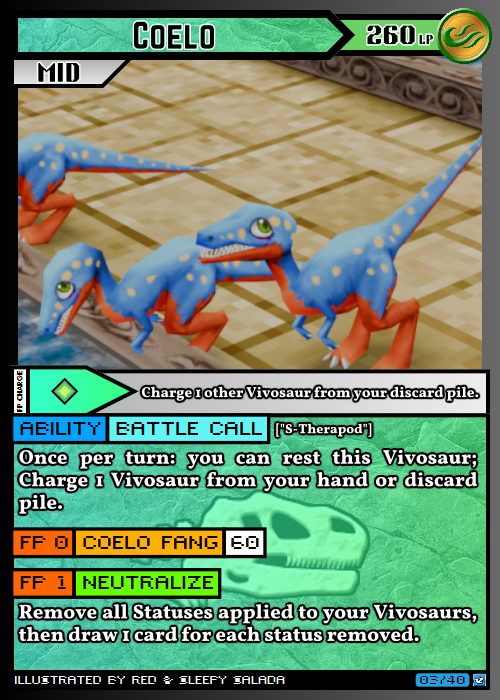 COELO
260 LP
MID
FP CHARGE
Charge 1 other Vivosaur from your discard pile.
ABILITY BATTLE CALL ["S-Therapod"]
Once per turn: you can rest this Vivosaur;
Charge 1 Vivosaur from your hand or discard
pile.
FP 0 COELO FANG 60
FP 1 NEUTRALIZE
Remove all Statuses applied to your Vivosaurs,
then draw 1 card for each status removed.
ILLUSTRATED BY RED & SLEEPY SALADA
03/40